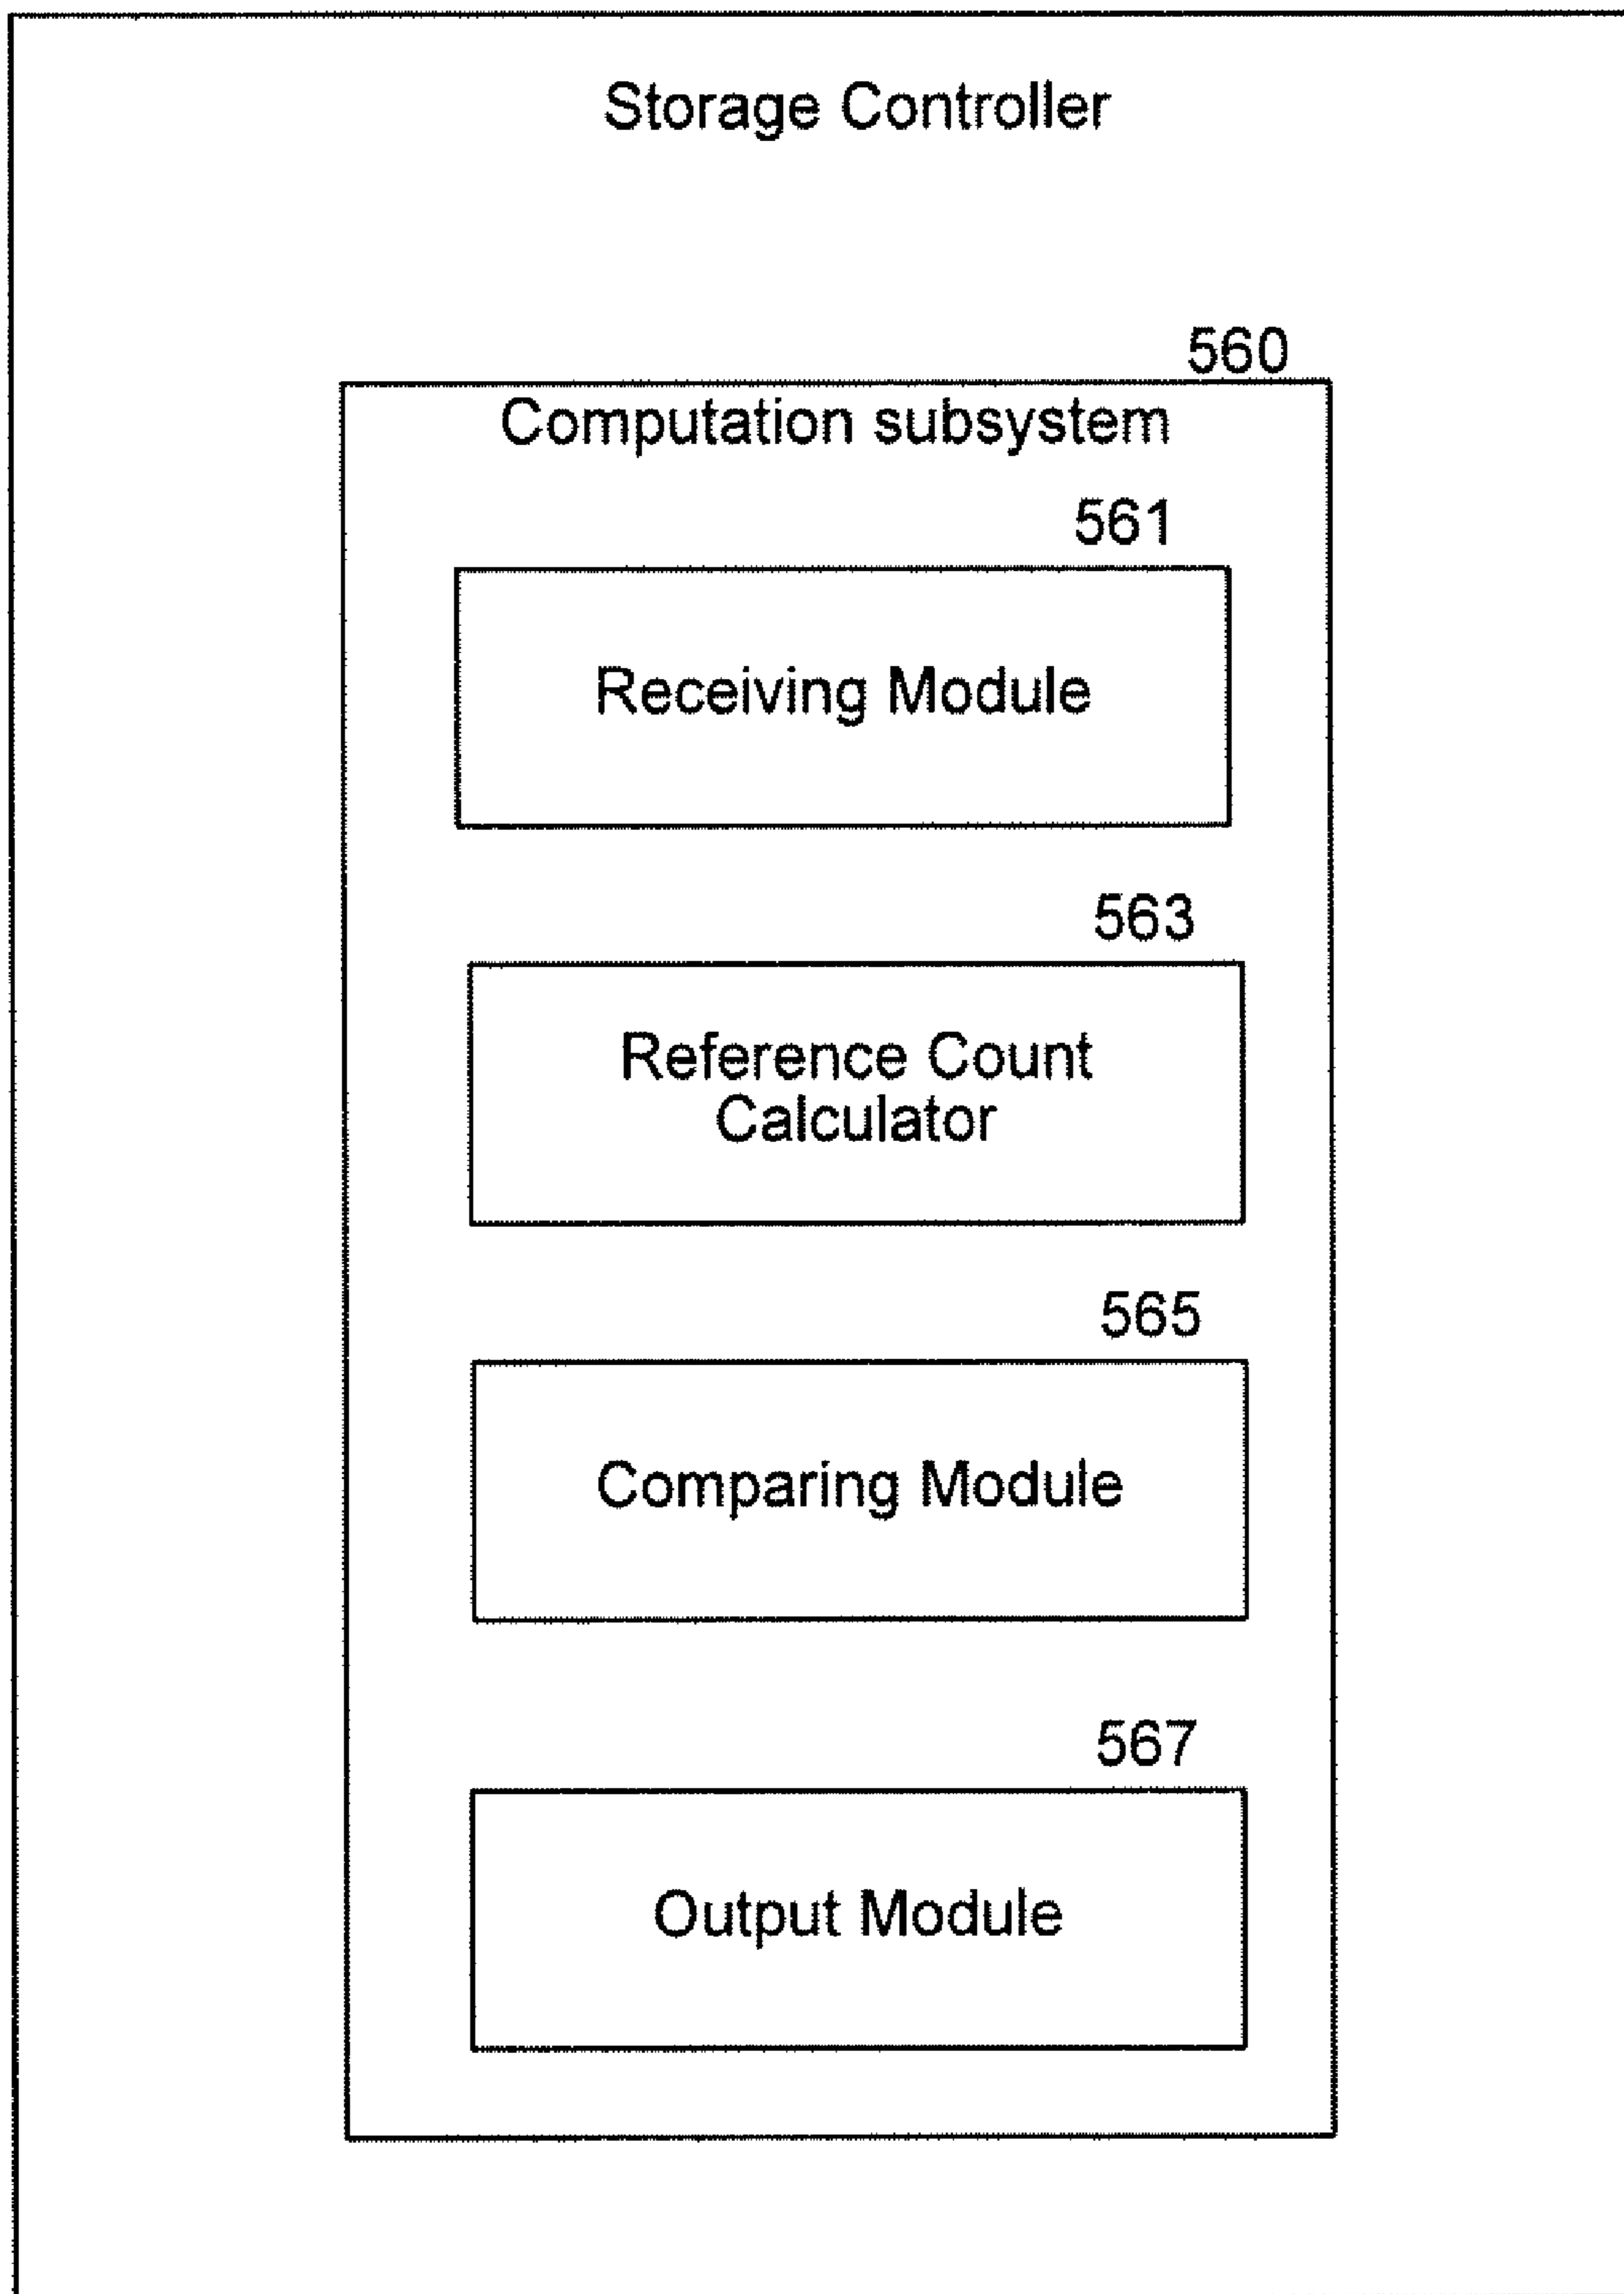 Storage Controller
560
Computation subsystem
561
Receiving Module
563
Reference Count
Calculator
565
Comparing Module
567
Output Module